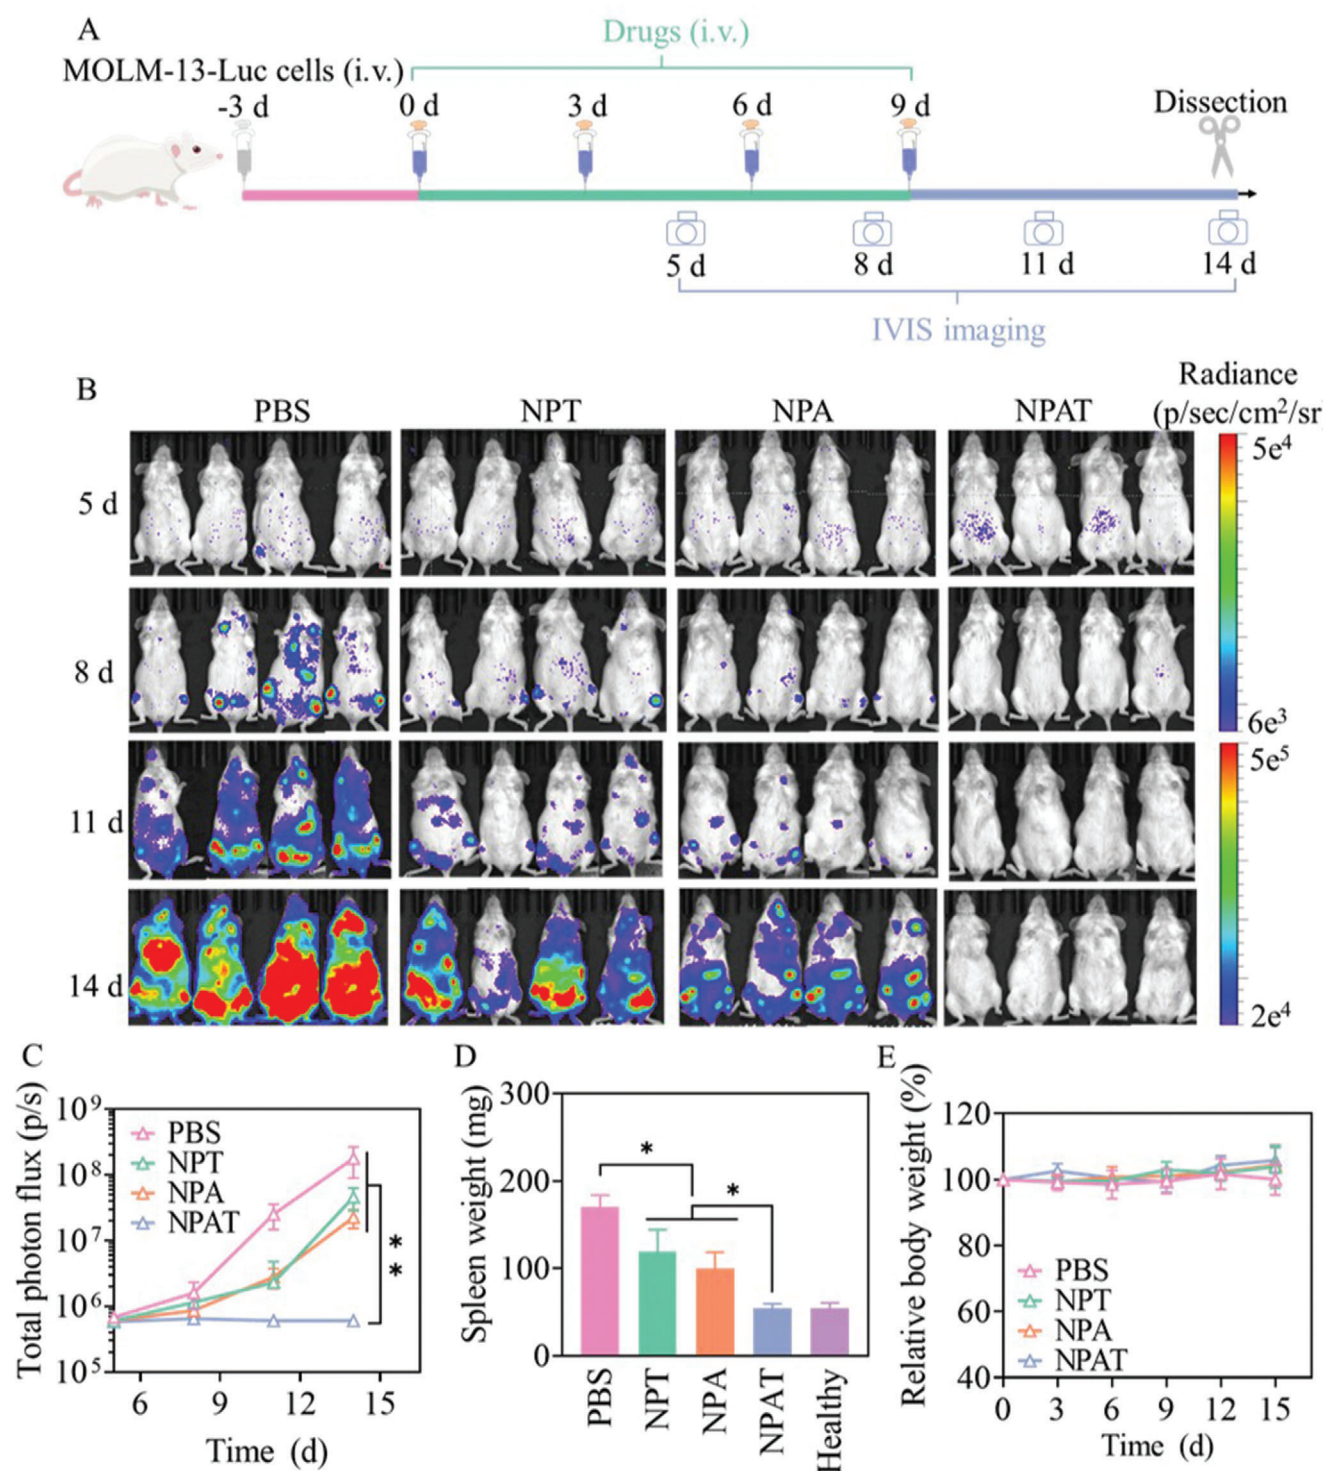 A
Drugs (i.v.)
MOLM-13-Luc cells (i.v.)
-3 d 0 d 3 d 6 d 9 d Dissection
5 d 8 d 11 d 14 d
IVIS imaging
B
Radiance
PBS NPT NPA NPAT (p/sec/cm²/sr
5e⁴
5 d
8 d
6e³
5e⁵
11 d
14 d
2e⁴
C D E
Total photon flux (p/s)
10⁹
10⁸
10⁷
10⁶
10⁵
PBS
NPT
NPA
NPAT
*
*
6 9 12 15
Time (d)
Spleen weight (mg)
300
200
100
0
*
*
PBS
NPT
NPA
NPAT
Healthy
Relative body weight (%)
120
100
80
60
40
PBS
NPT
NPA
NPAT
0 3 6 9 12 15
Time (d)